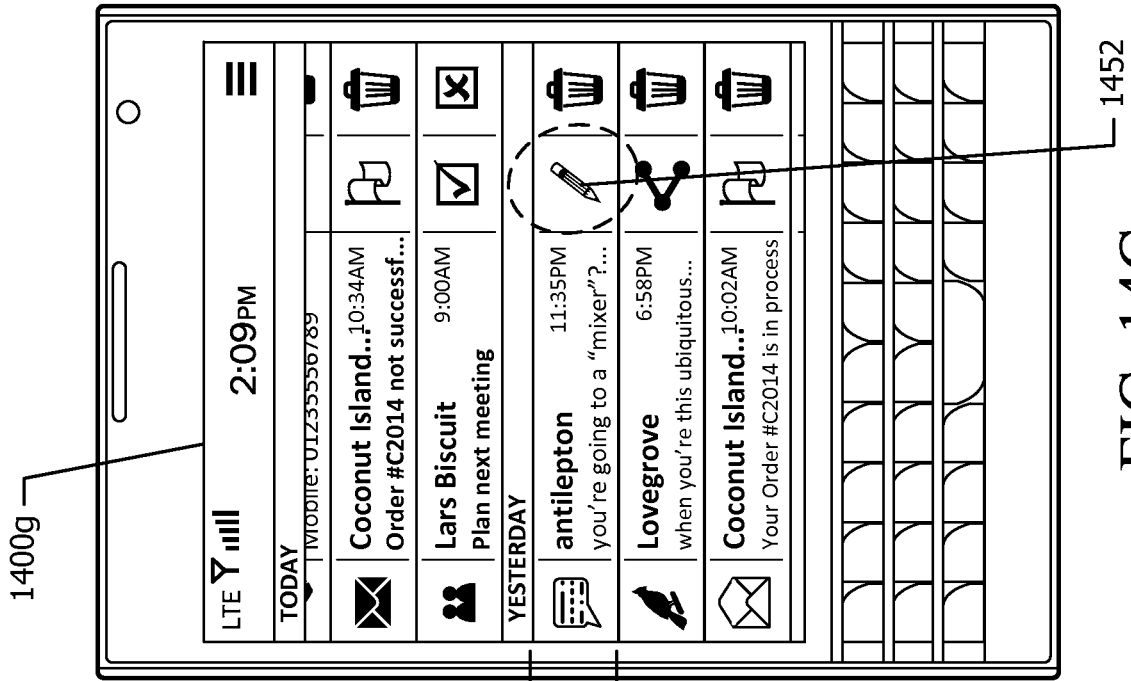 1400g
LTE 2:09PM
TODAY
Mobile: 01235556789
Coconut Island... 10:34AM
Order #C2014 not successf...
Lars Biscuit 9:00AM
Plan next meeting
YESTERDAY
antilepton 11:35PM
you're going to a "mixer"?...
Lovegrove 6:58PM
when you're this ubiquitous...
Coconut Island... 10:02AM
Your Order #C2014 is in process
1452
FIG. 14G